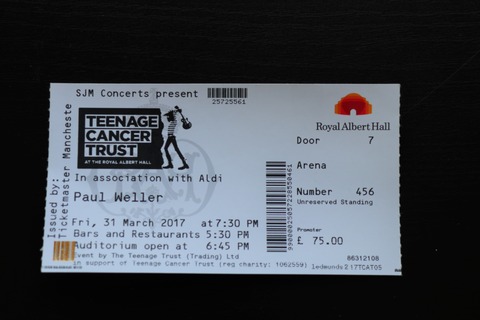 SJM Concerts present
25725561
TEENAGE
CANCER
TRUST
AT THE ROYAL ALBERT HALL
In association with Aldi
Paul Weller
Fri, 31 March 2017 at 7:30 PM
Bars and Restaurants 5:30 PM
Auditorium open at 6:45 PM
Event by The Teenage Trust (Trading) Ltd
in support of Teenage Cancer Trust (reg charity: 1062559)
Issued by:
Ticketmaster Mancheste
Royal Albert Hall
Door 7
Arena
Number 456
Unreserved Standing
Promoter
£ 75.00
86312108